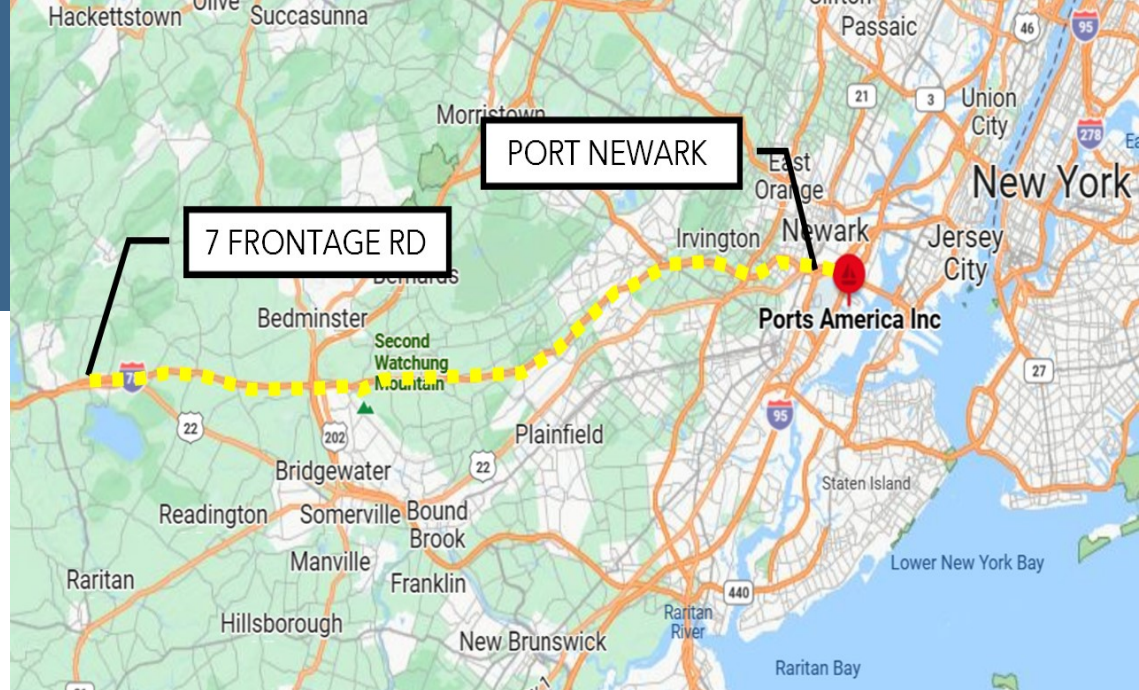 Hackettstown
Olive
Succasunna
Clifton
Passaic
46
95
21
3
Union
City
278
Morristown
PORT NEWARK
East
Orange
New York
7 FRONTAGE RD
Irvington
Newark
Jersey
City
Bernards
Bedminster
Ports America Inc
Second
Watchung
Mountain
27
22
202
95
Plainfield
Bridgewater
22
Staten Island
Readington
Somerville
Bound
Brook
Manville
Lower New York Bay
Raritan
Franklin
440
Raritan
River
Hillsborough
New Brunswick
Raritan Bay